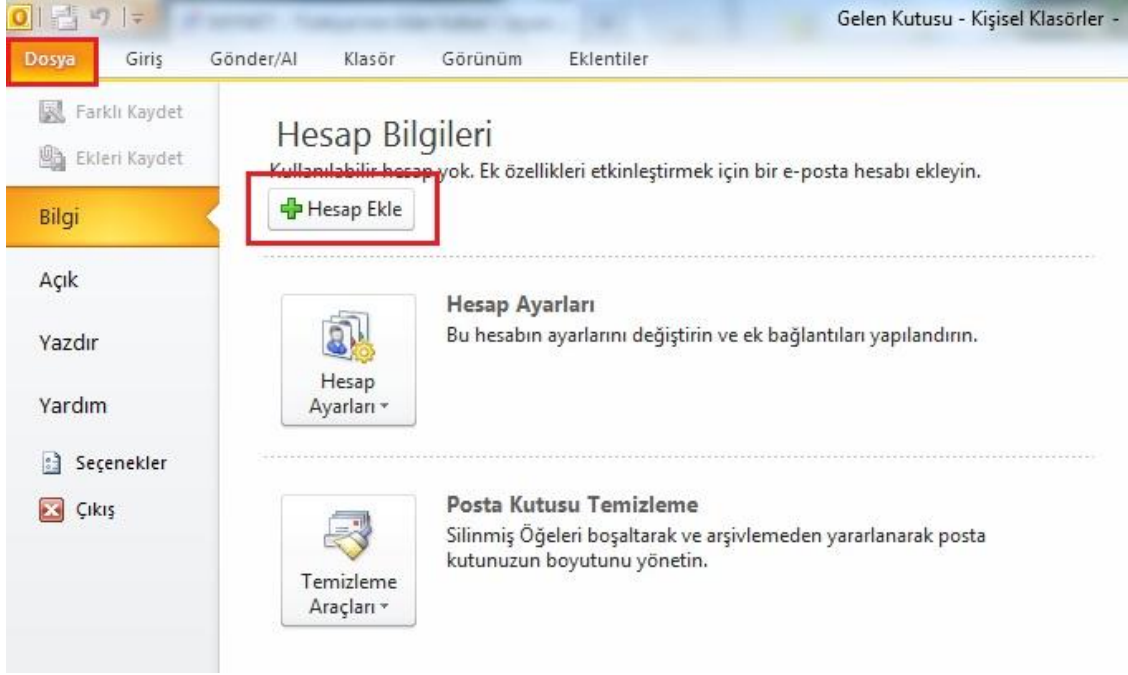 Gelen Kutusu - Kişisel Klasörler -
Dosya Giriş Gönder/Al Klasör Görünüm Eklentiler
Farklı Kaydet
Ekleri Kaydet
Bilgi
Açık
Yazdır
Yardım
Seçenekler
Çıkış
Hesap Bilgileri
Kullanılabilir hesap yok. Ek özellikleri etkinleştirmek için bir e-posta hesabı ekleyin.
Hesap Ekle
Hesap
Ayarları
Hesap Ayarları
Bu hesabın ayarlarını değiştirin ve ek bağlantıları yapılandırın.
Temizleme
Araçları
Posta Kutusu Temizleme
Silinmiş Öğeleri boşaltarak ve arşivlemeden yararlanarak posta
kutunuzun boyutunu yönetin.